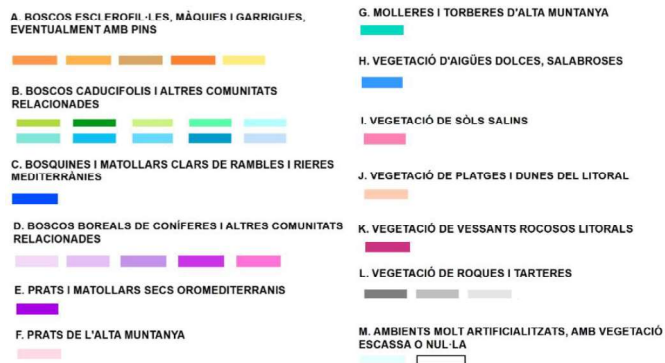 A. BOSCOS ESCLEROFIL·LES, MÀQUIES I GARRIGUES,
EVENTUALMENT AMB PINS
B. BOSCOS CADUCIFOLIS I ALTRES COMUNITATS
RELACIONADES
C. BOSQUINES I MATOLLARS CLARS DE RAMBLES I RIERES
MEDITERRÀNIES
D. BOSCOS BOREALS DE CONÍFERES I ALTRES COMUNITATS
RELACIONADES
E. PRATS I MATOLLARS SECS OROMEDITERRANIS
F. PRATS DE L'ALTA MUNTANYA
G. MOLLERES I TORBERES D'ALTA MUNTANYA
H. VEGETACIÓ D'AIGÜES DOLCES, SALABROSES
I. VEGETACIÓ DE SÒLS SALINS
J. VEGETACIÓ DE PLATGES I DUNES DEL LITORAL
K. VEGETACIÓ DE VESSANTS ROCOSOS LITORALS
L. VEGETACIÓ DE ROQUES I TARTERES
M. AMBIENTS MOLT ARTIFICIALITZATS, AMB VEGETACIÓ
ESCASSA O NUL·LA